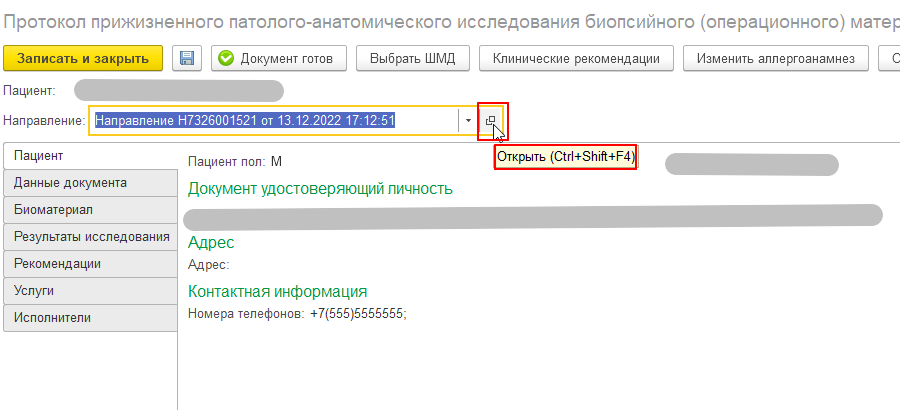 Протокол прижизненного патолого-анатомического исследования биопсийного (операционного) матер
Записать и закрыть Документ готов Выбрать ШМД Клинические рекомендации Изменить аллергоанамнез
Пациент:
Направление: Направление Н7326001521 от 13.12.2022 17:12:51
Открыть (Ctrl+Shift+F4)
Пациент
Данные документа
Биоматериал
Результаты исследования
Рекомендации
Услуги
Исполнители
Пациент пол: М
Документ удостоверяющий личность
Адрес
Адрес:
Контактная информация
Номера телефонов: +7(555)5555555;